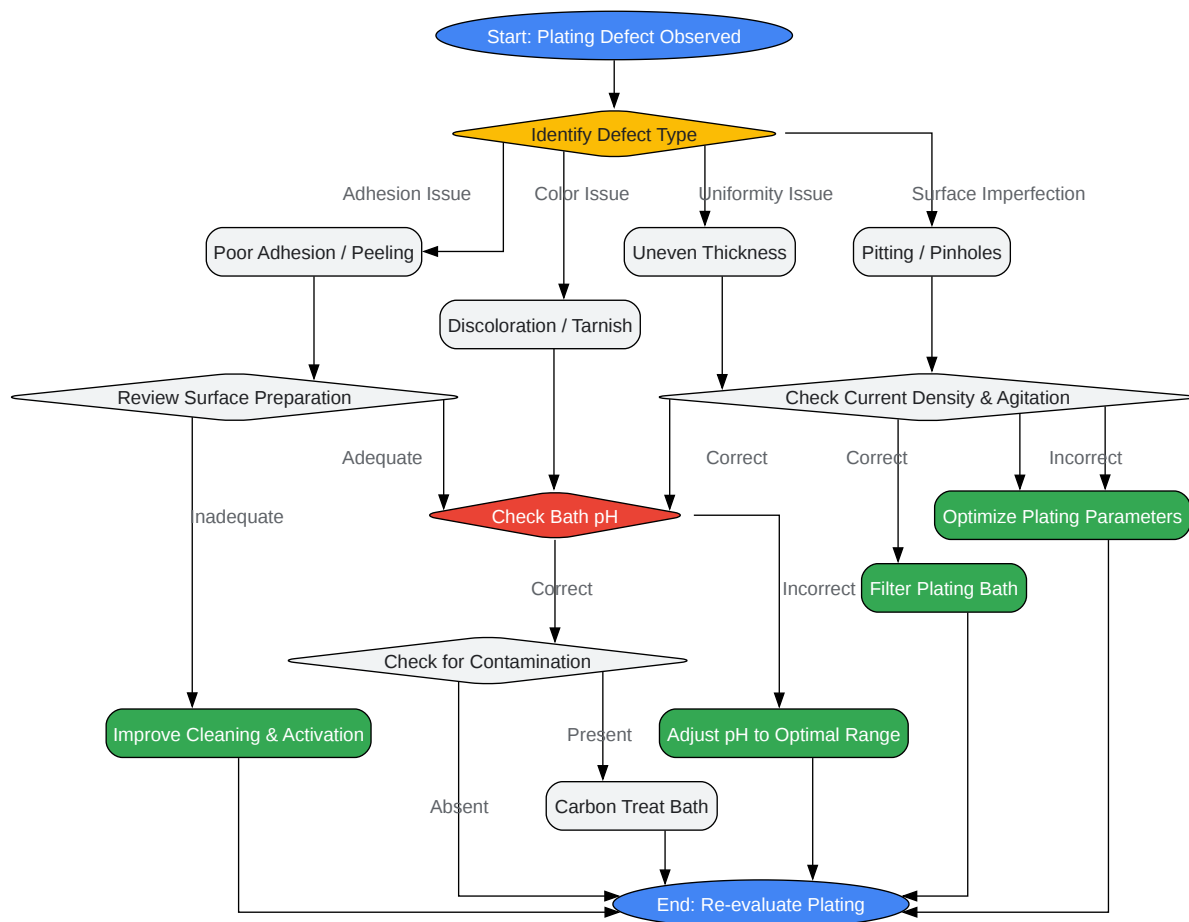 Start: Plating Defect Observed
Identify Defect Type
Adhesion Issue
Color Issue
Uniformity Issue
Surface Imperfection
Poor Adhesion / Peeling
Uneven Thickness
Pitting / Pinholes
Discoloration / Tarnish
Review Surface Preparation
Check Current Density & Agitation
Adequate
Correct
Correct
Incorrect
Inadequate
Check Bath pH
Optimize Plating Parameters
Correct
Incorrect
Filter Plating Bath
Check for Contamination
Improve Cleaning & Activation
Present
Adjust pH to Optimal Range
Absent
Carbon Treat Bath
End: Re-evaluate Plating